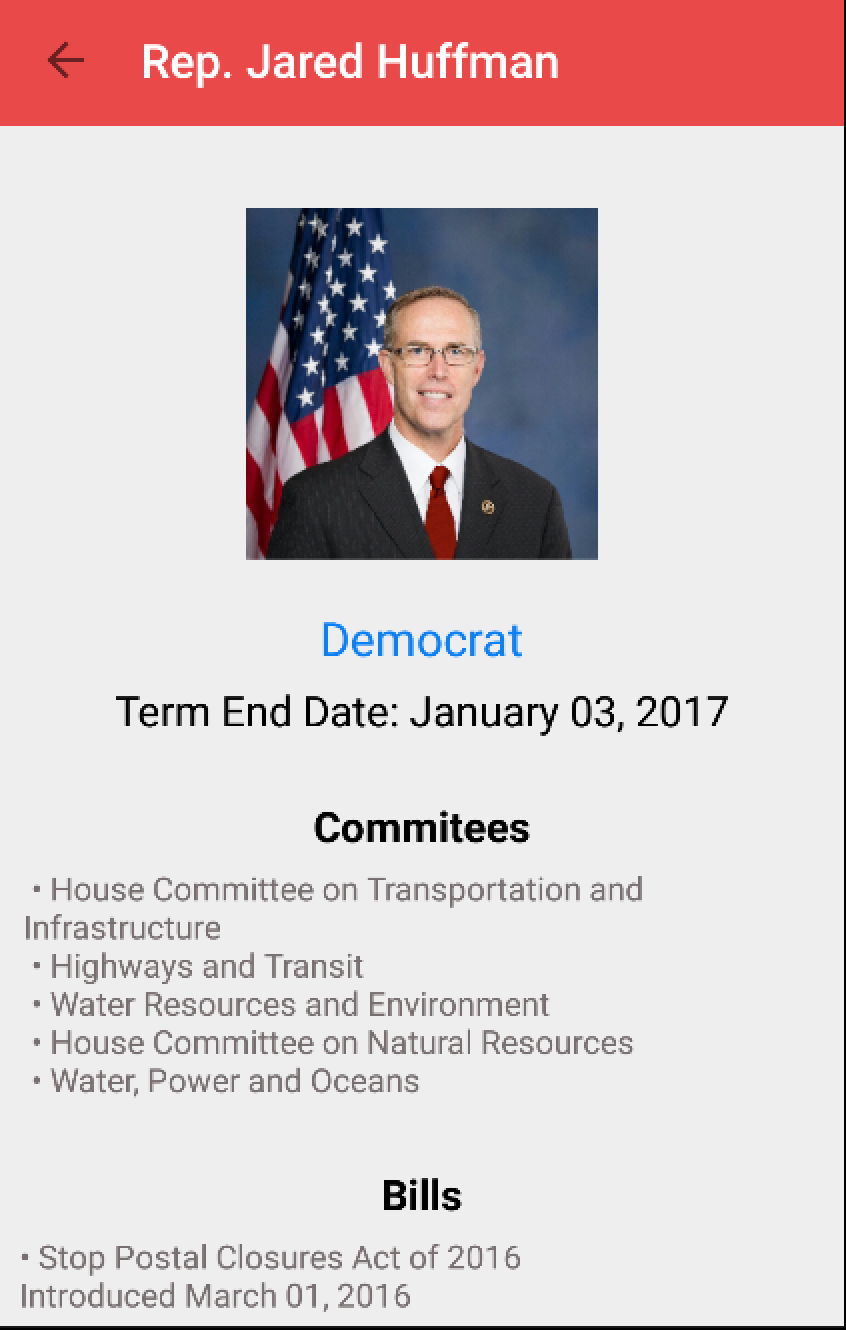 Rep. Jared Huffman
Democrat
Term End Date: January 03, 2017
Commitees
• House Committee on Transportation and
Infrastructure
• Highways and Transit
• Water Resources and Environment
• House Committee on Natural Resources
• Water, Power and Oceans
Bills
• Stop Postal Closures Act of 2016
Introduced March 01, 2016